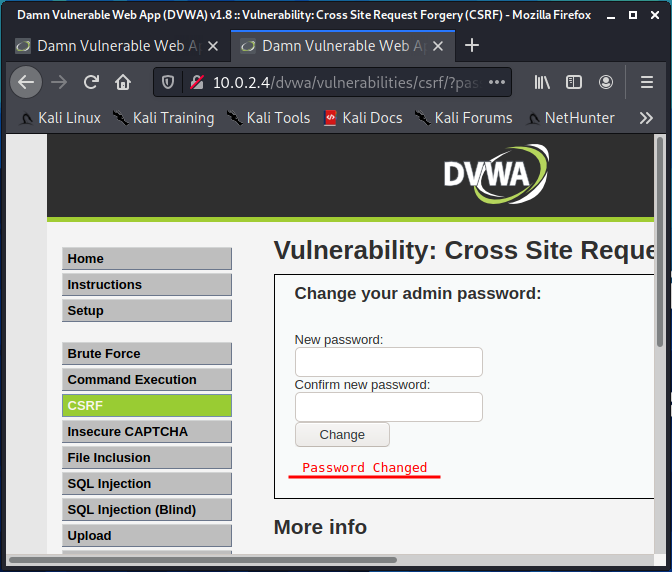 Damn Vulnerable Web App (DVWA) v1.8 :: Vulnerability: Cross Site Request Forgery (CSRF) - Mozilla Firefox
Damn Vulnerable Web A
Damn Vulnerable Web A
10.0.2.4/dvwa/vulnerabilities/csrf/?pas
Kali Linux Kali Training Kali Tools Kali Docs Kali Forums NetHunter
DVWA
Home
Instructions
Setup
Brute Force
Command Execution
CSRF
Insecure CAPTCHA
File Inclusion
SQL Injection
SQL Injection (Blind)
Upload
Vulnerability: Cross Site Reque
Change your admin password:
New password:
Confirm new password:
Change
Password Changed
More info